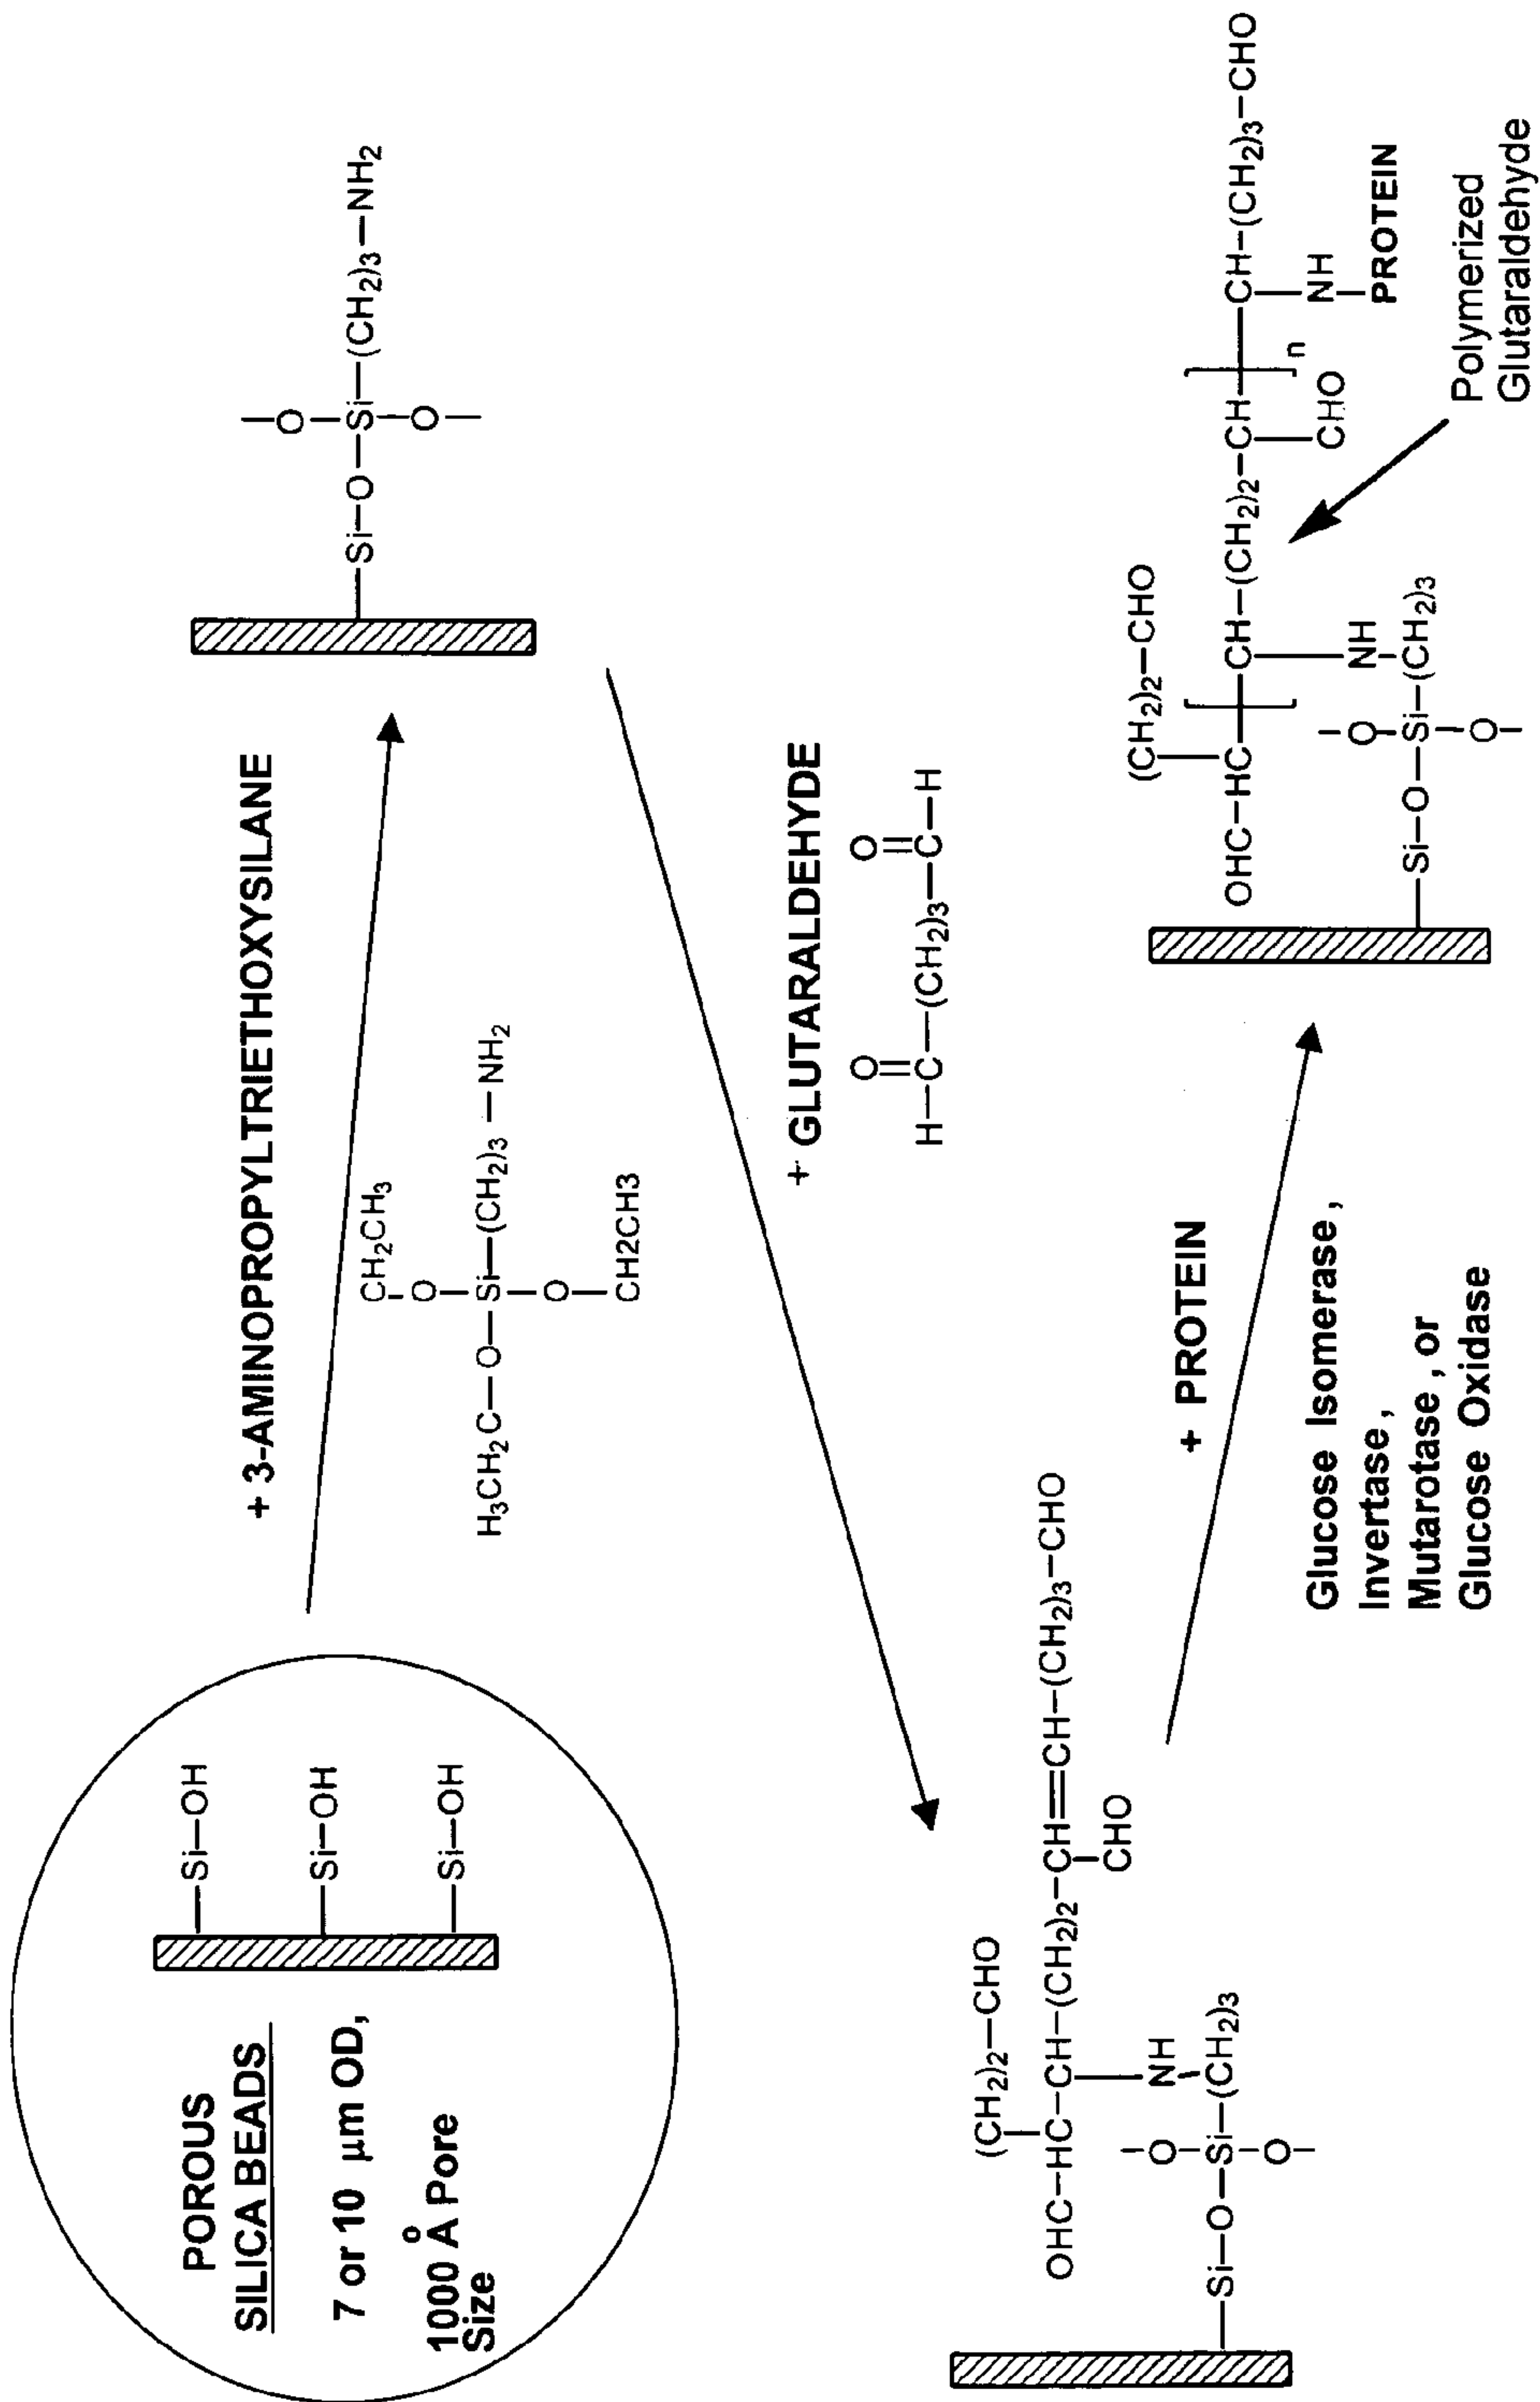 POROUS
SILICA BEADS
7 or 10 µm OD,
1000 Å Pore
Size
—Si—OH
—Si—OH
—Si—OH
+ 3-AMINOPROPYLTRIETHOXYSILANE
CH2CH3
O
H3CH2C—O—Si—(CH2)3—NH2
O
CH2CH3
O
Si—O—Si—(CH2)3—NH2
O
+ GLUTARALDEHYDE
O O
H—C—(CH2)3—C—H
(CH2)2—CHO
OHC—HC—CH—(CH2)2—CH=CH—(CH2)3—CHO
CHO
NH
O
Si—O—Si—(CH2)3
O
+ PROTEIN
Glucose Isomerase,
Invertase,
Mutarotase, or
Glucose Oxidase
(CH2)2—CHO
OHC—HC—[CH—(CH2)2—CH]n—CH—(CH2)3—CHO
CHO
NH
PROTEIN
NH
O
Si—O—Si—(CH2)3
O
Polymerized
Glutaraldehyde